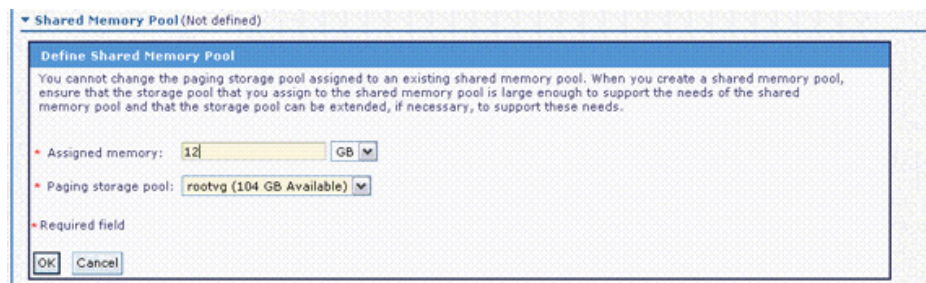 Shared Memory Pool (Not defined)
Define Shared Memory Pool
You cannot change the paging storage pool assigned to an existing shared memory pool. When you create a shared memory pool,
ensure that the storage pool that you assign to the shared memory pool is large enough to support the needs of the shared
memory pool and that the storage pool can be extended, if necessary, to support these needs.
* Assigned memory: 12 GB
* Paging storage pool: rootvg (104 GB Available)
* Required field
OK Cancel